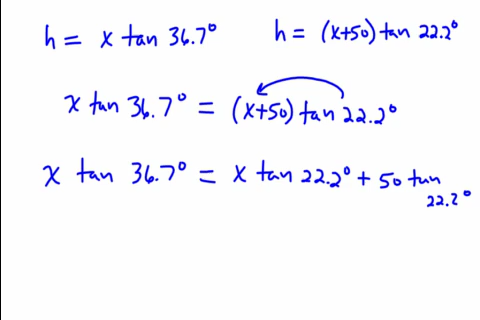 h = x tan 36.7° h = (x+50) tan 22.2°
x tan 36.7° = (x+50) tan 22.2°
x tan 36.7° = x tan 22.2° + 50 tan
22.2°